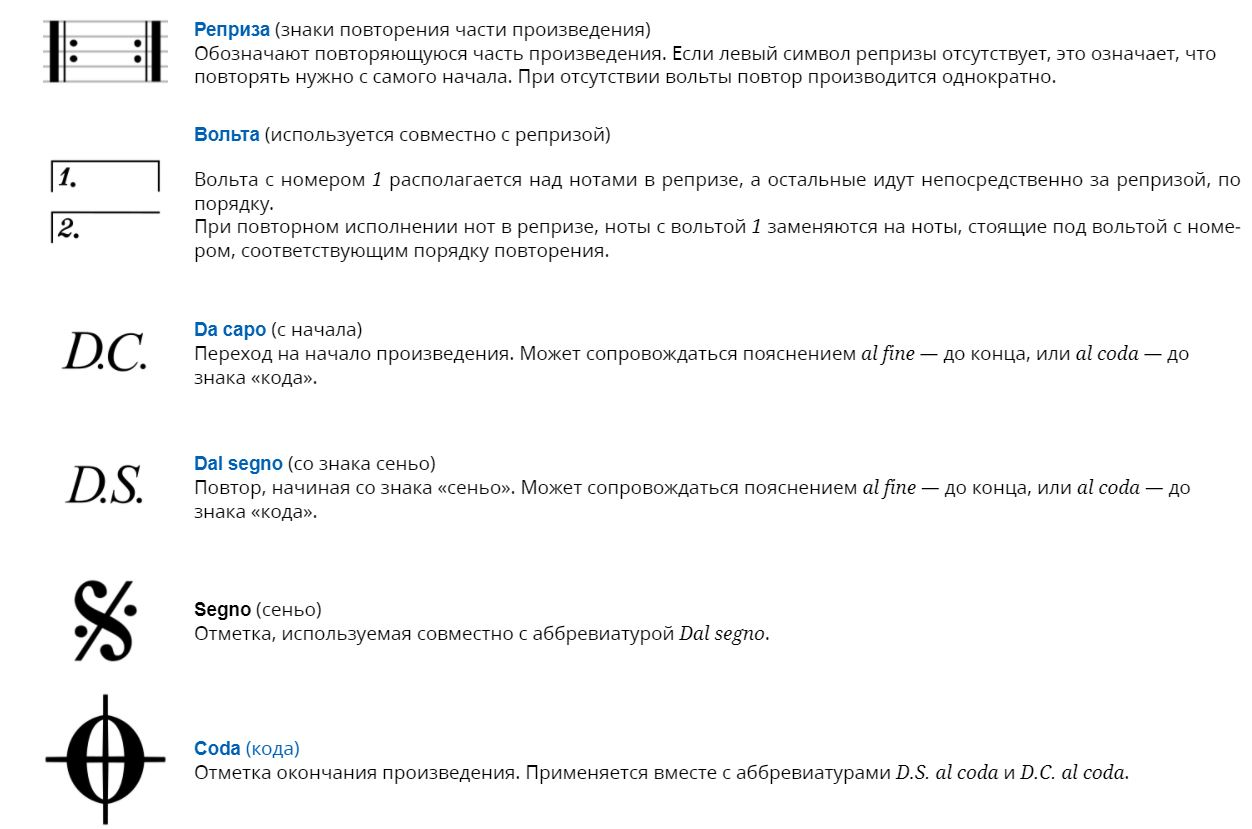 Реприза (знаки повторения части произведения)
Обозначают повторяющуюся часть произведения. Если левый символ репризы отсутствует, это означает, что
повторять нужно с самого начала. При отсутствии вольты повтор производится однократно.
Вольта (используется совместно с репризой)
1.
2.
Вольта с номером 1 располагается над нотами в репризе, а остальные идут непосредственно за репризой, по
порядку.
При повторном исполнении нот в репризе, ноты с вольтой 1 заменяются на ноты, стоящие под вольтой с номе-
ром, соответствующим порядку повторения.
D.C.
Da capo (с начала)
Переход на начало произведения. Может сопровождаться пояснением al fine — до конца, или al coda — до
знака «кода».
D.S.
Dal segno (со знака сеньо)
Повтор, начиная со знака «сеньо». Может сопровождаться пояснением al fine — до конца, или al coda — до
знака «кода».
Segno (сеньо)
Отметка, используемая совместно с аббревиатурой Dal segno.
Coda (кода)
Отметка окончания произведения. Применяется вместе с аббревиатурами D.S. al coda и D.C. al coda.